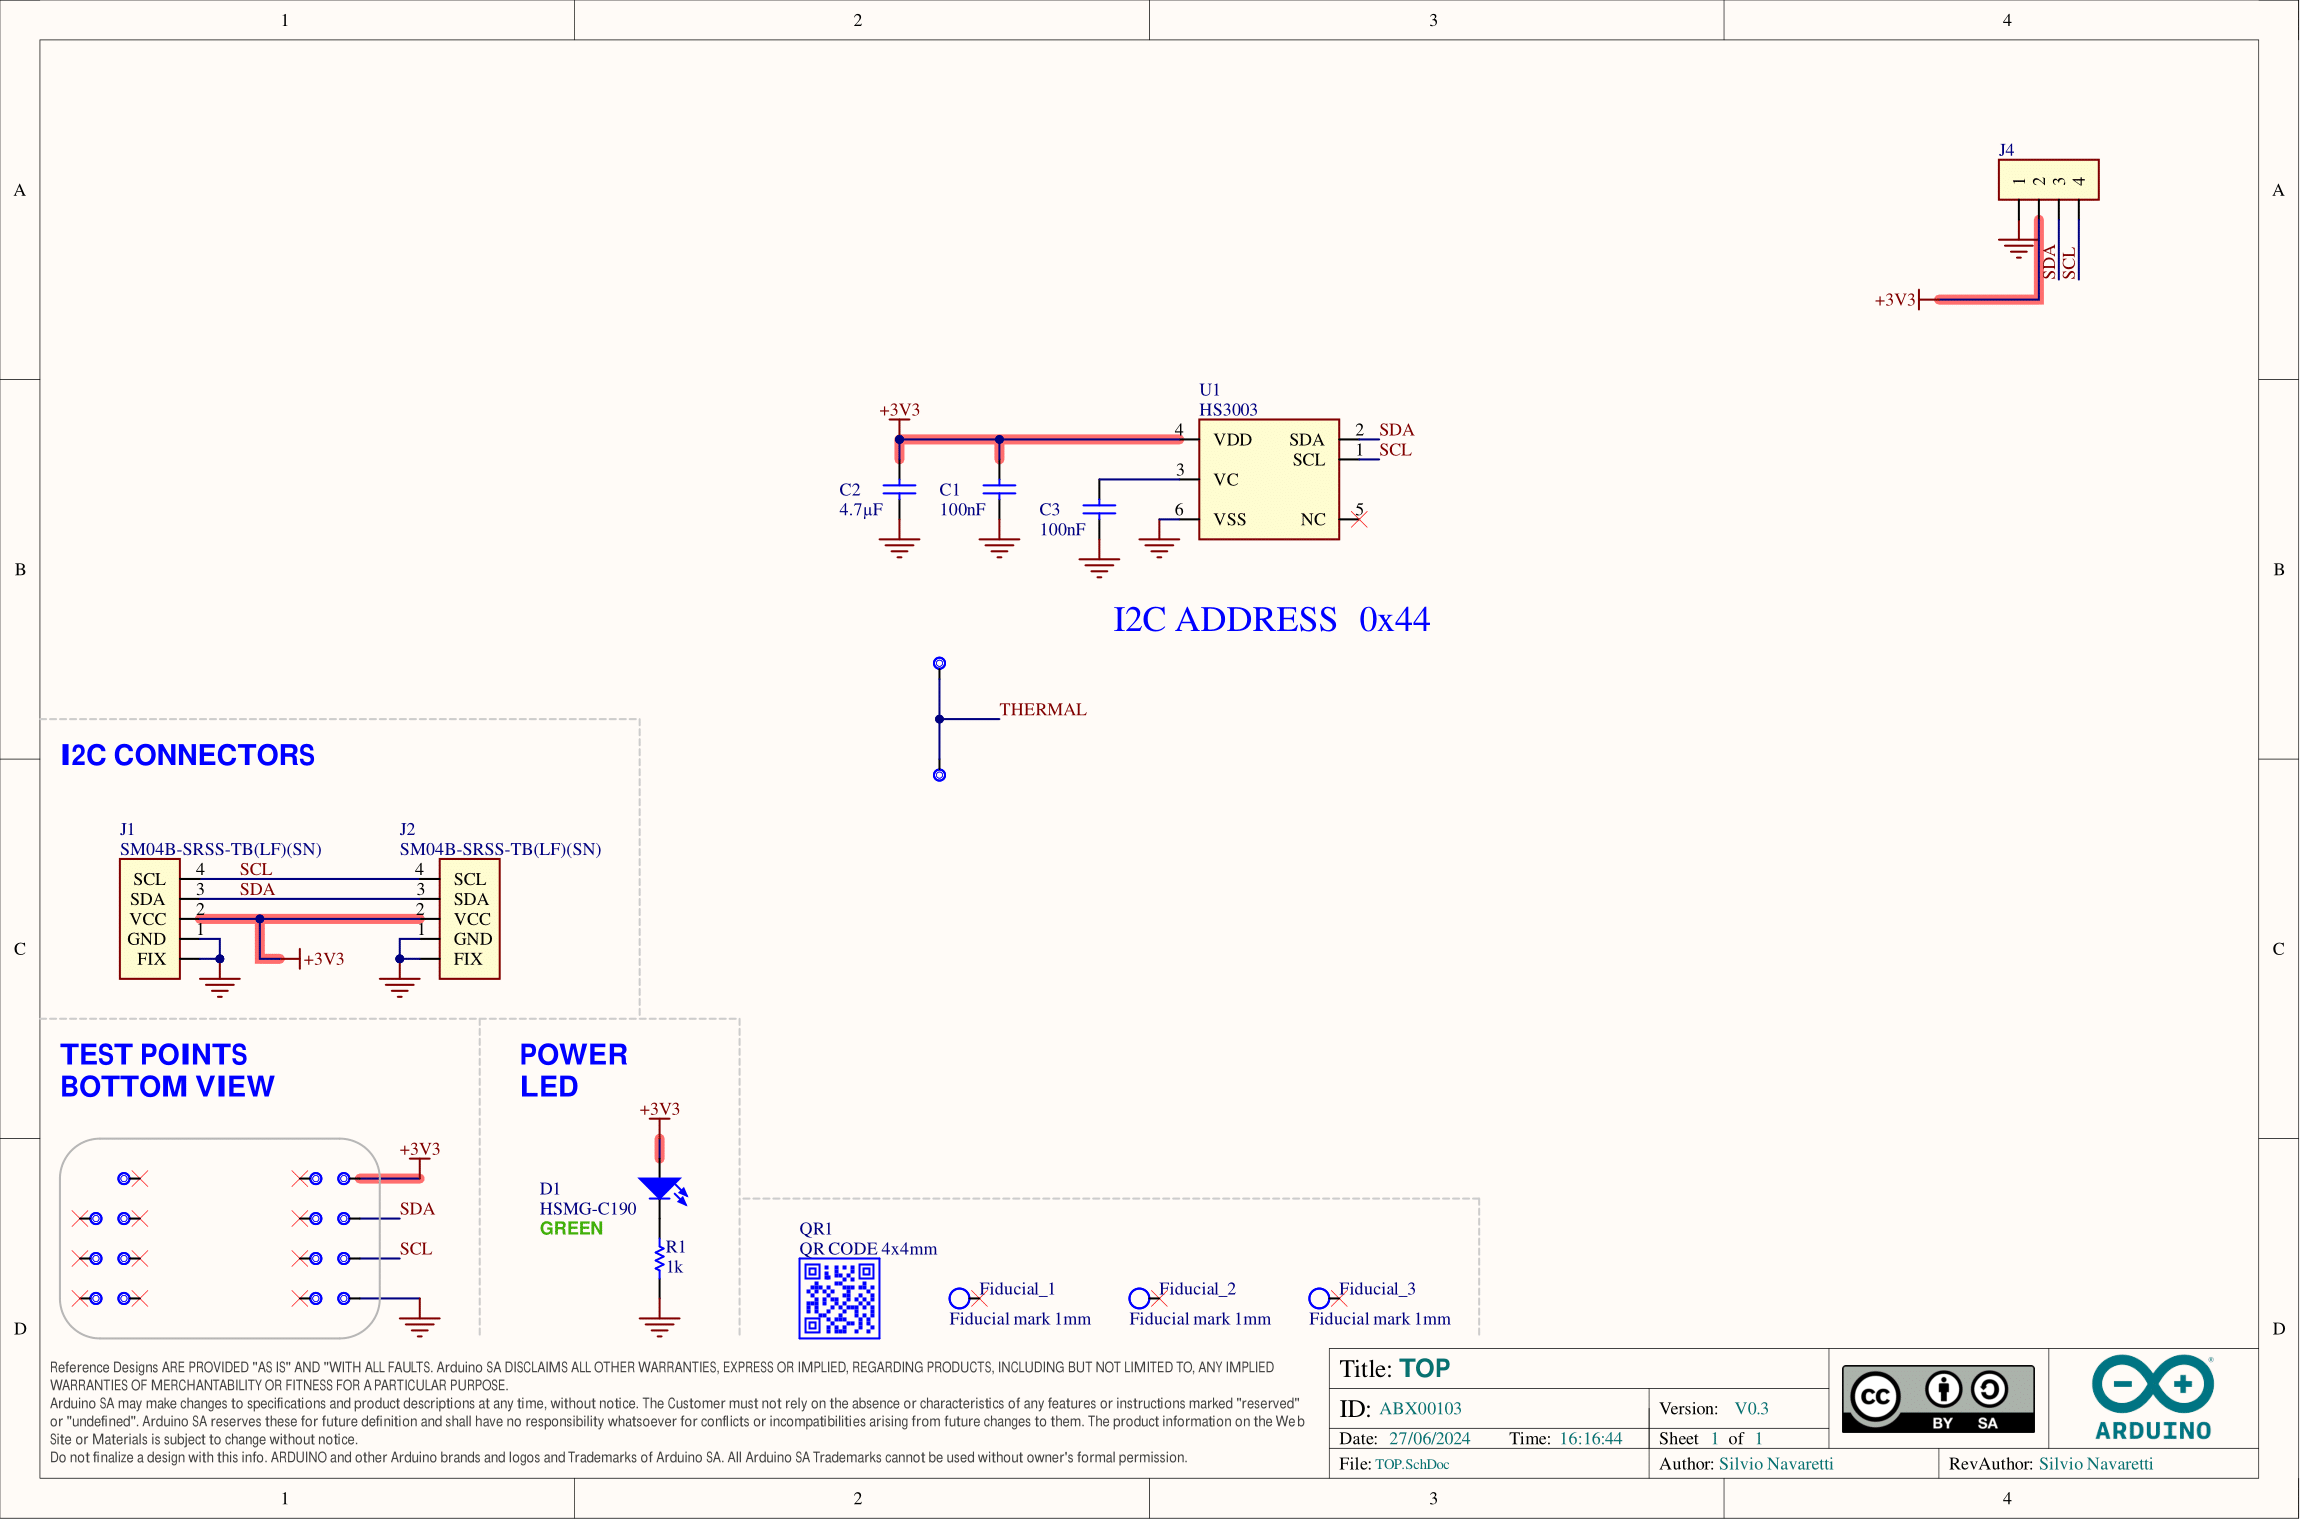 1 2 3 4
A A
J4
1 2 3 4
SDA SCL
+3V3
U1
HS3003
+3V3
4 VDD SDA 2 SDA
SCL 1 SCL
3 VC
C2 C1
4.7µF 100nF
C3
100nF
6 VSS NC 5
B B
I2C ADDRESS 0x44
THERMAL
I2C CONNECTORS
J1 J2
SM04B-SRSS-TB(LF)(SN) SM04B-SRSS-TB(LF)(SN)
SCL 4 SCL 4 SCL
SDA 3 SDA 3 SDA
VCC 2 2 VCC
GND 1 1 GND
FIX +3V3 FIX
C C
TEST POINTS
BOTTOM VIEW
+3V3
SDA
SCL
POWER
LED
+3V3
D1
HSMG-C190
GREEN
R1
1k
QR1
QR CODE 4x4mm
Fiducial_1 Fiducial_2 Fiducial_3
Fiducial mark 1mm Fiducial mark 1mm Fiducial mark 1mm
D D
Reference Designs ARE PROVIDED "AS IS" AND "WITH ALL FAULTS. Arduino SA DISCLAIMS ALL OTHER WARRANTIES, EXPRESS OR IMPLIED, REGARDING PRODUCTS, INCLUDING BUT NOT LIMITED TO, ANY IMPLIED
WARRANTIES OF MERCHANTABILITY OR FITNESS FOR A PARTICULAR PURPOSE.
Arduino SA may make changes to specifications and product descriptions at any time, without notice. The Customer must not rely on the absence or characteristics of any features or instructions marked "reserved"
or "undefined". Arduino SA reserves these for future definition and shall have no responsibility whatsoever for conflicts or incompatibilities arising from future changes to them. The product information on the Web
Site or Materials is subject to change without notice.
Do not finalize a design with this info. ARDUINO and other Arduino brands and logos and Trademarks of Arduino SA. All Arduino SA Trademarks cannot be used without owner's formal permission.
Title: TOP
ID: ABX00103 Version: V0.3
Date: 27/06/2024 Time: 16:16:44 Sheet 1 of 1
File: TOP.SchDoc Author: Silvio Navaretti RevAuthor: Silvio Navaretti
cc BY SA
ARDUINO
®
1 2 3 4